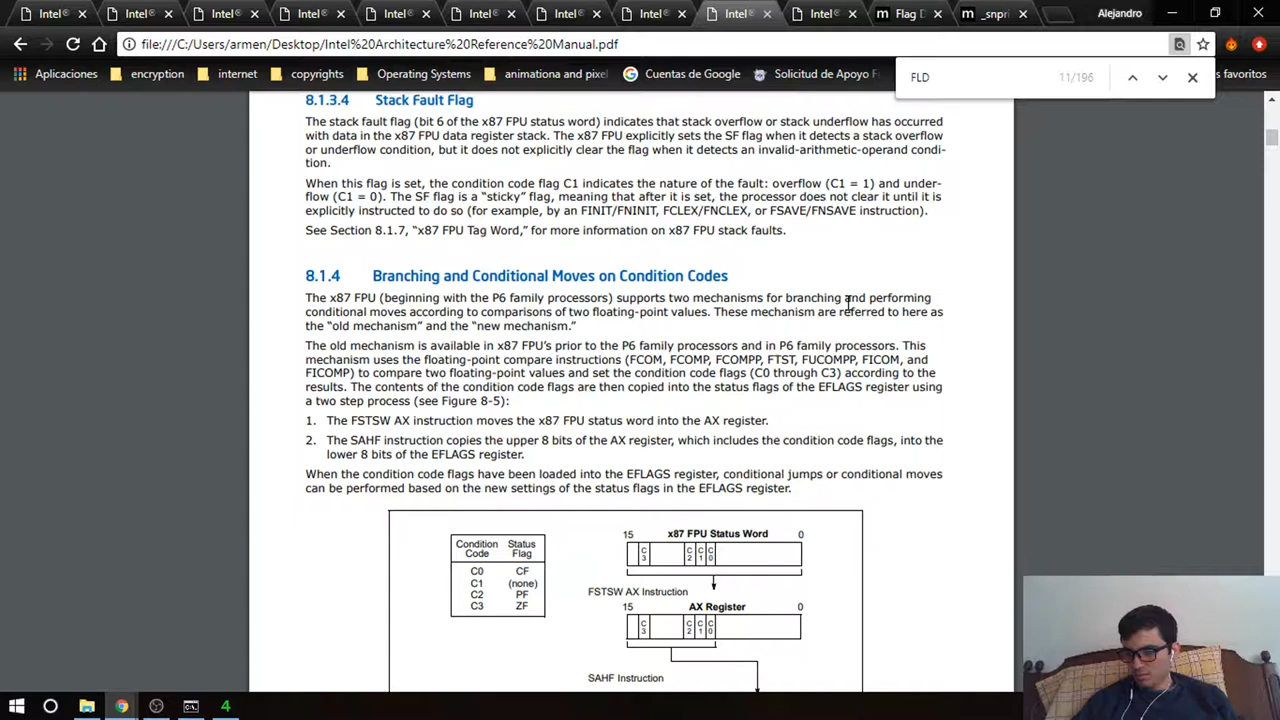 Intel®
Intel®
Intel®
Intel®
Intel®
Intel®
Intel®
Intel®
Intel®
Intel®
Flag D
_snpri
Alejandro
file:///C:/Users/armen/Desktop/Intel%20Architecture%20Reference%20Manual.pdf
Aplicaciones
encryption
internet
copyrights
Operating Systems
animationa and pixel
Cuentas de Google
Solicitud de Apoyo F
os favoritos
FLD
11/196
8.1.3.4 Stack Fault Flag
The stack fault flag (bit 6 of the x87 FPU status word) indicates that stack overflow or stack underflow has occurred
with data in the x87 FPU data register stack. The x87 FPU explicitly sets the SF flag when it detects a stack overflow
or underflow condition, but it does not explicitly clear the flag when it detects an invalid-arithmetic-operand condi-
tion.
When this flag is set, the condition code flag C1 indicates the nature of the fault: overflow (C1 = 1) and under-
flow (C1 = 0). The SF flag is a “sticky” flag, meaning that after it is set, the processor does not clear it until it is
explicitly instructed to do so (for example, by an FINIT/FNINIT, FCLEX/FNCLEX, or FSAVE/FNSAVE instruction).
See Section 8.1.7, “x87 FPU Tag Word,” for more information on x87 FPU stack faults.
8.1.4 Branching and Conditional Moves on Condition Codes
The x87 FPU (beginning with the P6 family processors) supports two mechanisms for branching and performing
conditional moves according to comparisons of two floating-point values. These mechanism are referred to here as
the “old mechanism” and the “new mechanism.”
The old mechanism is available in x87 FPU’s prior to the P6 family processors and in P6 family processors. This
mechanism uses the floating-point compare instructions (FCOM, FCOMP, FCOMPP, FTST, FUCOMPP, FICOM, and
FICOMP) to compare two floating-point values and set the condition code flags (C0 through C3) according to the
results. The contents of the condition code flags are then copied into the status flags of the EFLAGS register using
a two step process (see Figure 8-5):
1. The FSTSW AX instruction moves the x87 FPU status word into the AX register.
2. The SAHF instruction copies the upper 8 bits of the AX register, which includes the condition code flags, into the
lower 8 bits of the EFLAGS register.
When the condition code flags have been loaded into the EFLAGS register, conditional jumps or conditional moves
can be performed based on the new settings of the status flags in the EFLAGS register.
Condition Code
Status Flag
C0 CF
C1 (none)
C2 PF
C3 ZF
15 x87 FPU Status Word 0
C3 C2 C1 C0
FSTSW AX Instruction
15 AX Register 0
C3 C2 C1 C0
SAHF Instruction
4